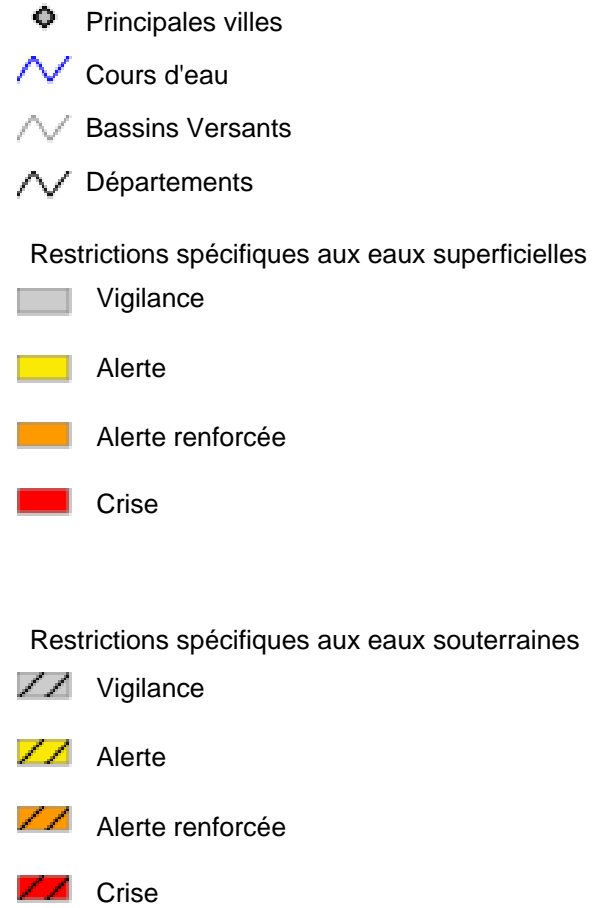 Principales villes
Cours d'eau
Bassins Versants
Départements
Restrictions spécifiques aux eaux superficielles
Vigilance
Alerte
Alerte renforcée
Crise
Restrictions spécifiques aux eaux souterraines
Vigilance
Alerte
Alerte renforcée
Crise